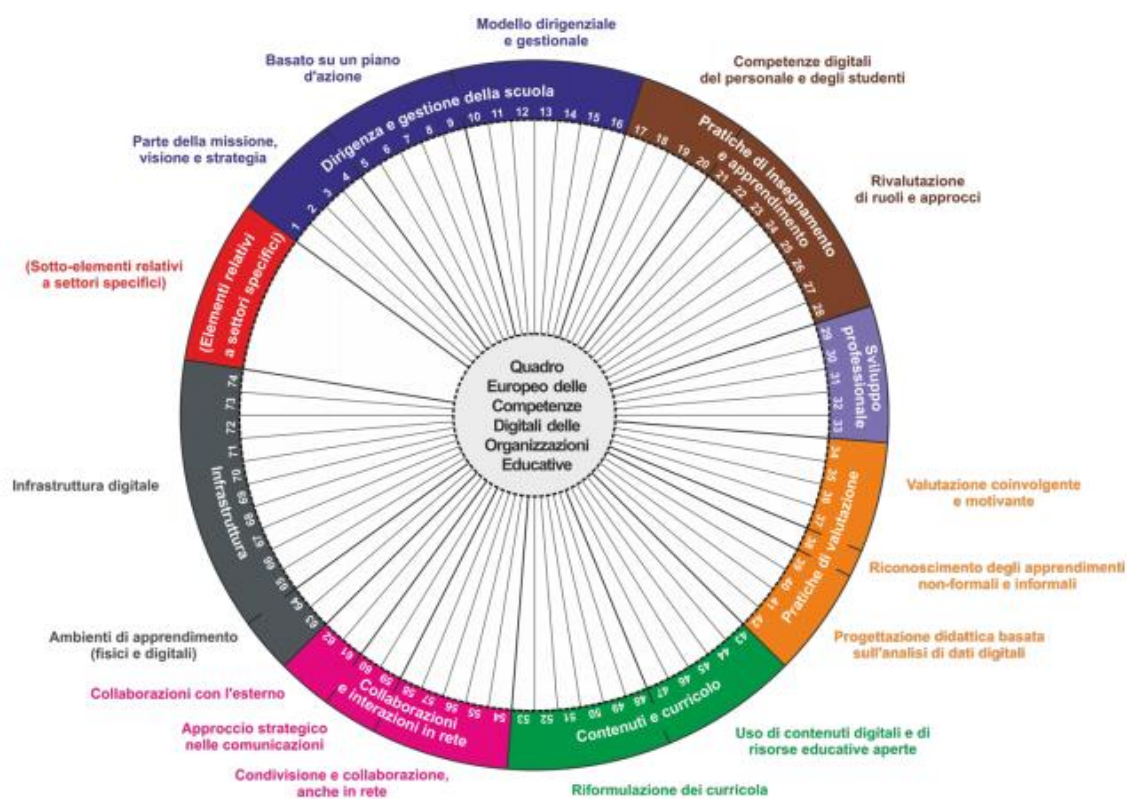 Modello dirigenziale
e gestionale
Basato su un piano
d'azione
Competenze digitali
del personale e degli studenti
Parte della missione,
visione e strategia
Rivalutazione
di ruoli e approcci
(Sotto-elementi relativi
a settori specifici)
Infrastruttura digitale
Valutazione coinvolgente
e motivante
Riconoscimento degli apprendimenti
non-formali e informali
Progettazione didattica basata
sull'analisi di dati digitali
Ambienti di apprendimento
(fisici e digitali)
Collaborazioni con l'esterno
Approccio strategico
nelle comunicazioni
Condivisione e collaborazione,
anche in rete
Uso di contenuti digitali e di
risorse educative aperte
Riformulazione dei curricola
Dirigenza e gestione della scuola
1 2 3 4 5 6 7 8 9 10 11 12 13 14 15 16
Pratiche di insegnamento
e apprendimento
17 18 19 20 21 22 23 24 25 26 27 28
Sviluppo
professionale
29 30 31 32 33
Pratiche di valutazione
34 35 36 37 38 39 40 41 42
Contenuti e curricolo
43 44 45 46 47 48 49 50 51 52 53
Collaborazioni
e interazioni in rete
54 55 56 57 58 59 60 61 62
Infrastruttura
63 64 65 66 67 68 69 70 71 72 73 74
(Elementi relativi
a settori specifici)
Quadro
Europeo delle
Competenze
Digitali delle
Organizzazioni
Educative